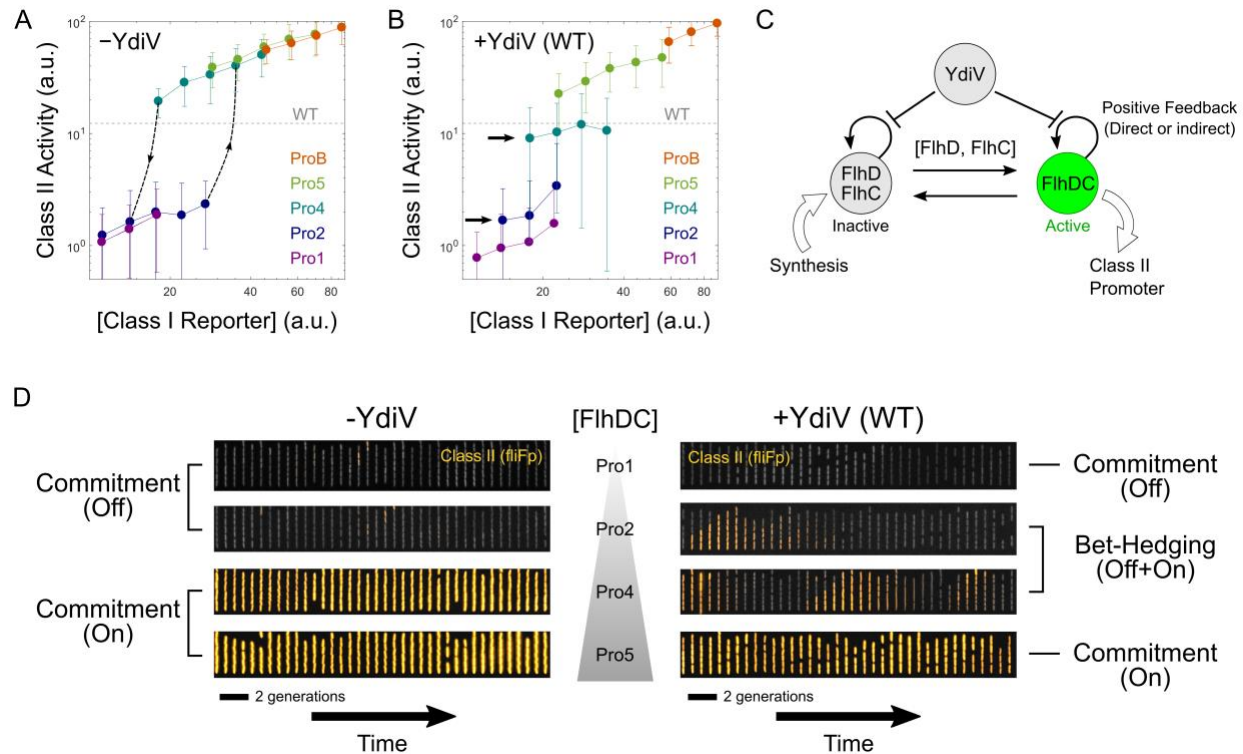 A
−YdiV
WT
ProB
Pro5
Pro4
Pro2
Pro1
10²
10¹
10⁰
20
40
60
80
Class II Activity (a.u.)
[Class I Reporter] (a.u.)
B
+YdiV (WT)
WT
ProB
Pro5
Pro4
Pro2
Pro1
10²
10¹
10⁰
20
40
60
80
Class II Activity (a.u.)
[Class I Reporter] (a.u.)
C
YdiV
Positive Feedback
(Direct or indirect)
[FlhD, FlhC]
FlhD
FlhC
FlhDC
Inactive
Active
Synthesis
Class II
Promoter
D
-YdiV
[FlhDC]
+YdiV (WT)
Class II (fliFp)
Class II (fliFp)
Commitment
(Off)
Pro1
Pro2
Commitment
(On)
Pro4
Pro5
Commitment
(Off)
Bet-Hedging
(Off+On)
Commitment
(On)
2 generations
Time
2 generations
Time